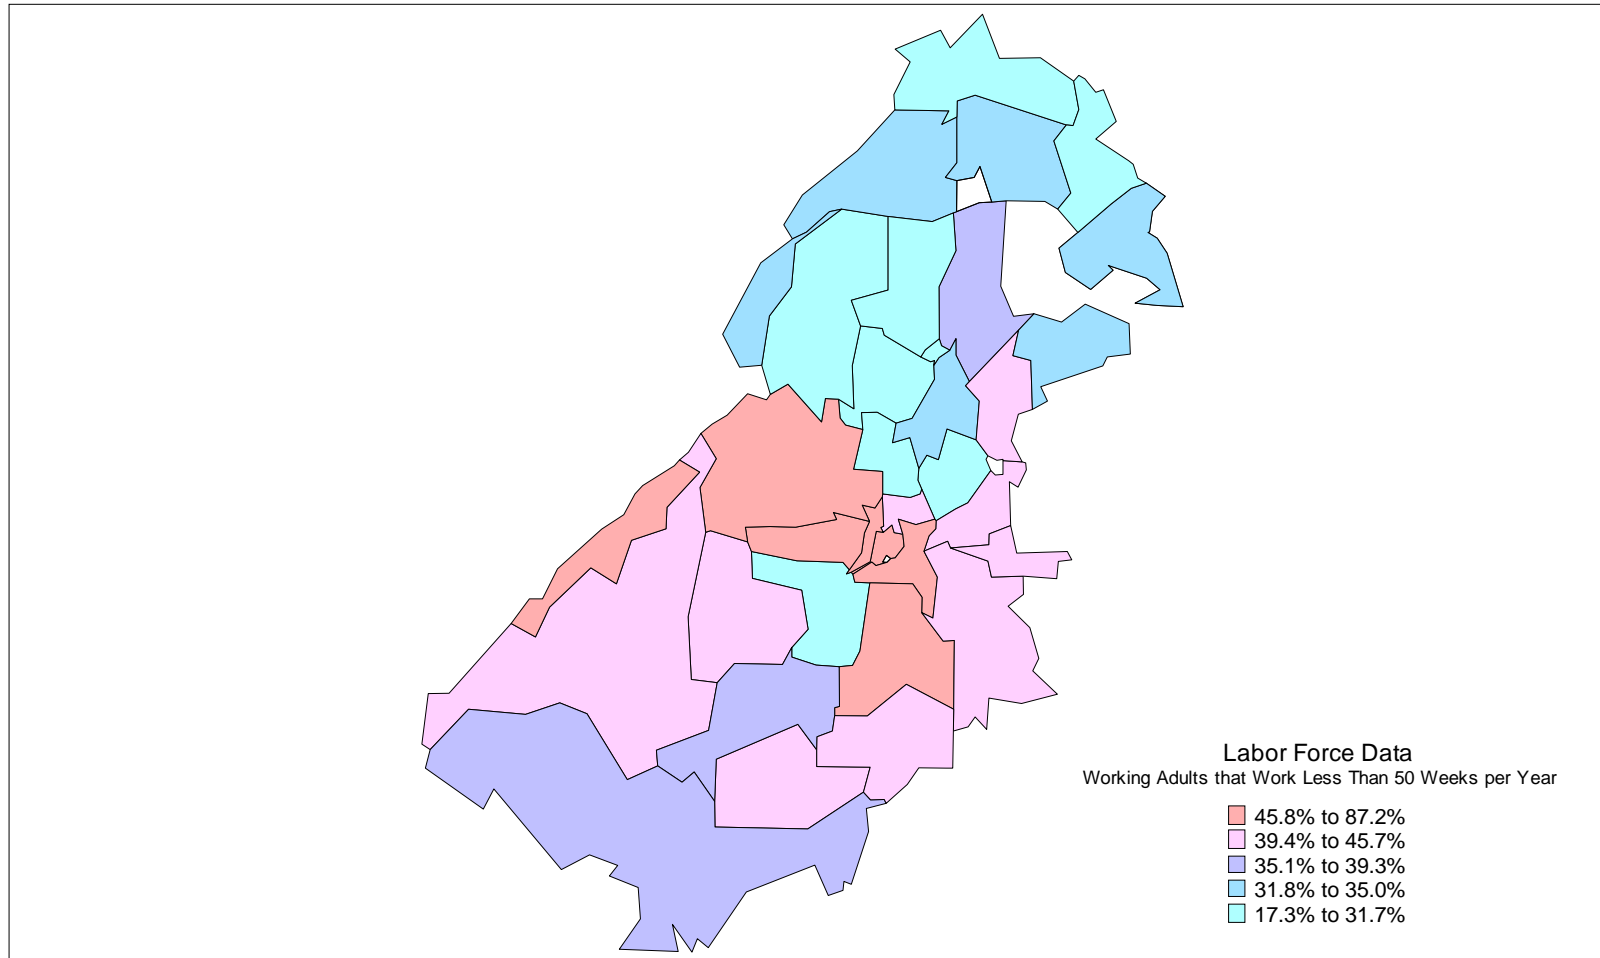 Labor Force Data
Working Adults that Work Less Than 50 Weeks per Year
45.8% to 87.2%
39.4% to 45.7%
35.1% to 39.3%
31.8% to 35.0%
17.3% to 31.7%